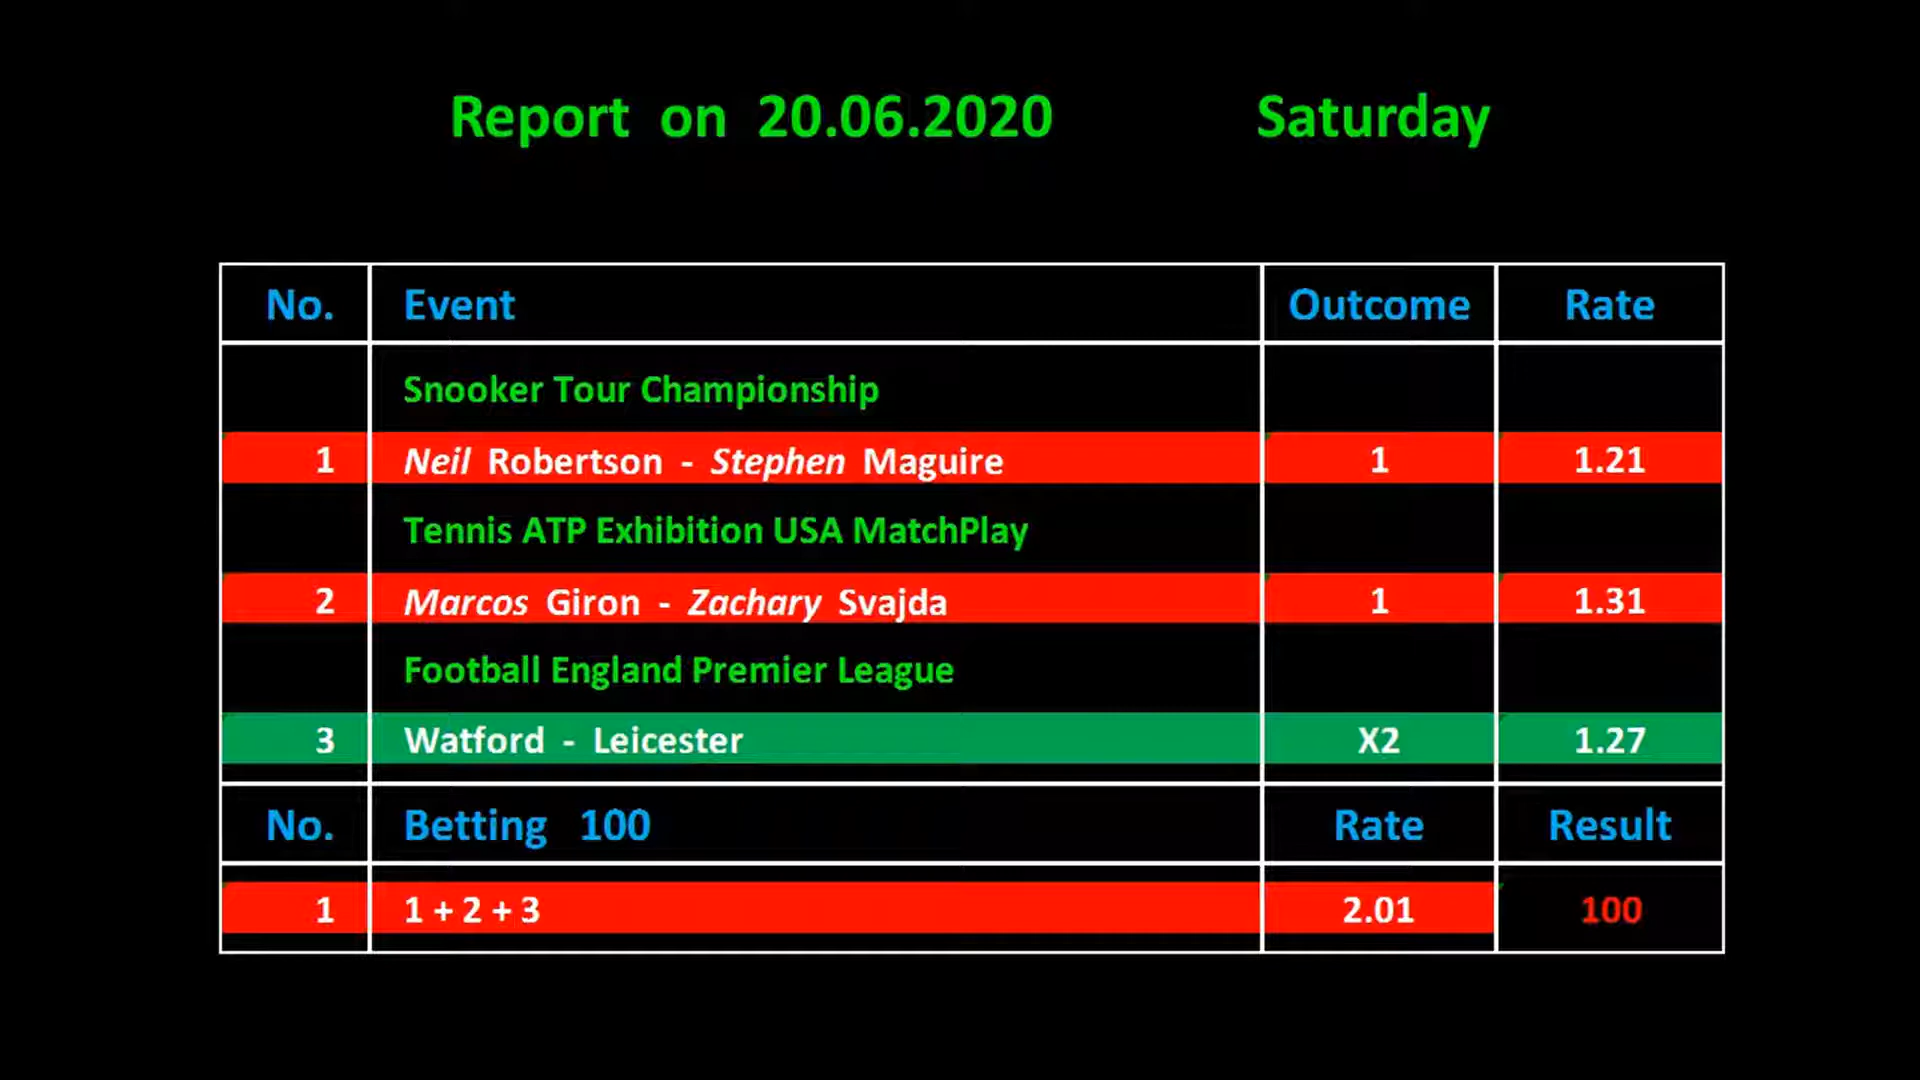 Report on 20.06.2020 Saturday
No. Event Outcome Rate
Snooker Tour Championship
1 Neil Robertson - Stephen Maguire 1 1.21
Tennis ATP Exhibition USA MatchPlay
2 Marcos Giron - Zachary Svajda 1 1.31
Football England Premier League
3 Watford - Leicester X2 1.27
No. Betting 100 Rate Result
1 1 + 2 + 3 2.01 100